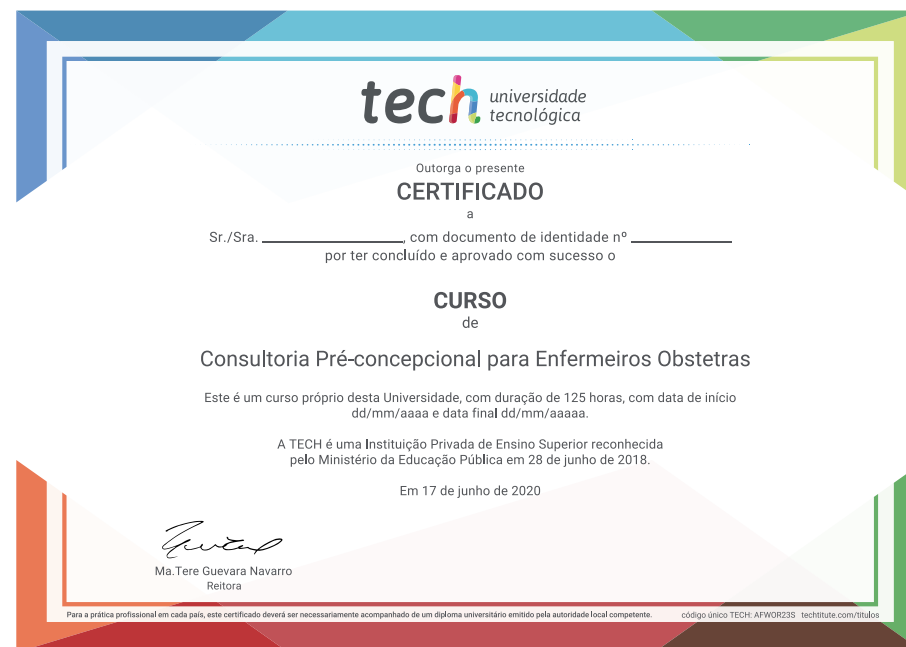 tech universidade
tecnológica
Outorga o presente
CERTIFICADO
a
Sr./Sra. ____________, com documento de identidade nº ____________
por ter concluído e aprovado com sucesso o
CURSO
de
Consultoria Pré-concepcional para Enfermeiros Obstetras
Este é um curso próprio desta Universidade, com duração de 125 horas, com data de início
dd/mm/aaaa e data final dd/mm/aaaaa.
A TECH é uma Instituição Privada de Ensino Superior reconhecida
pelo Ministério da Educação Pública em 28 de junho de 2018.
Em 17 de junho de 2020
Ma.Tere Guevara Navarro
Reitora
Para a prática profissional em cada país, este certificado deverá ser necessariamente acompanhado de um diploma universitário emitido pela autoridade local competente. código único TECH: AFWOR23S techtitute.com/titulos